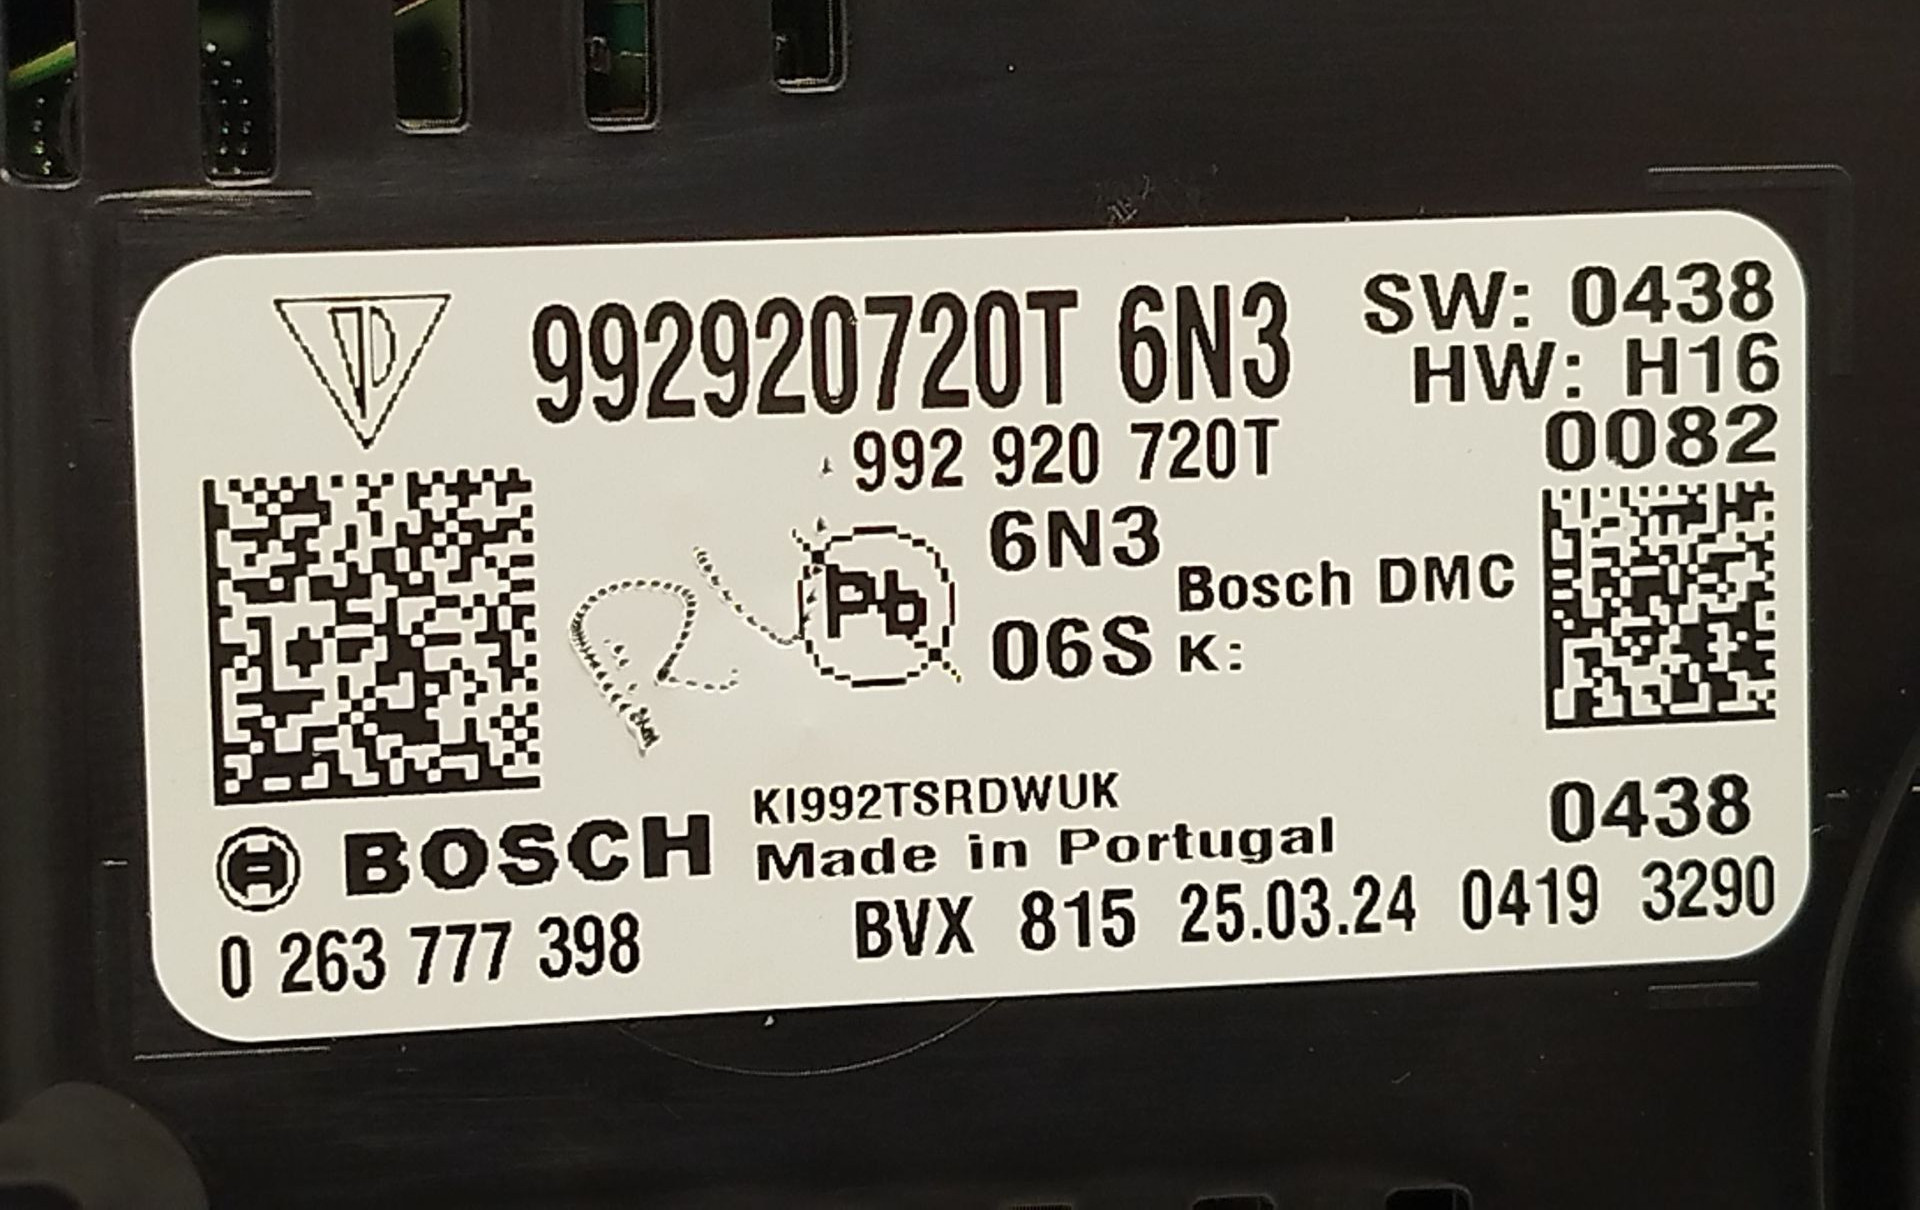 992920720T 6N3
SW: 0438
HW: H16
0082
992 920 720T
6N3
Pb
06S
Bosch DMC
K:
KI992TSRDWUK
BOSCH
Made in Portugal
0438
0 263 777 398
BVX 815 25.03.24 0419 3290